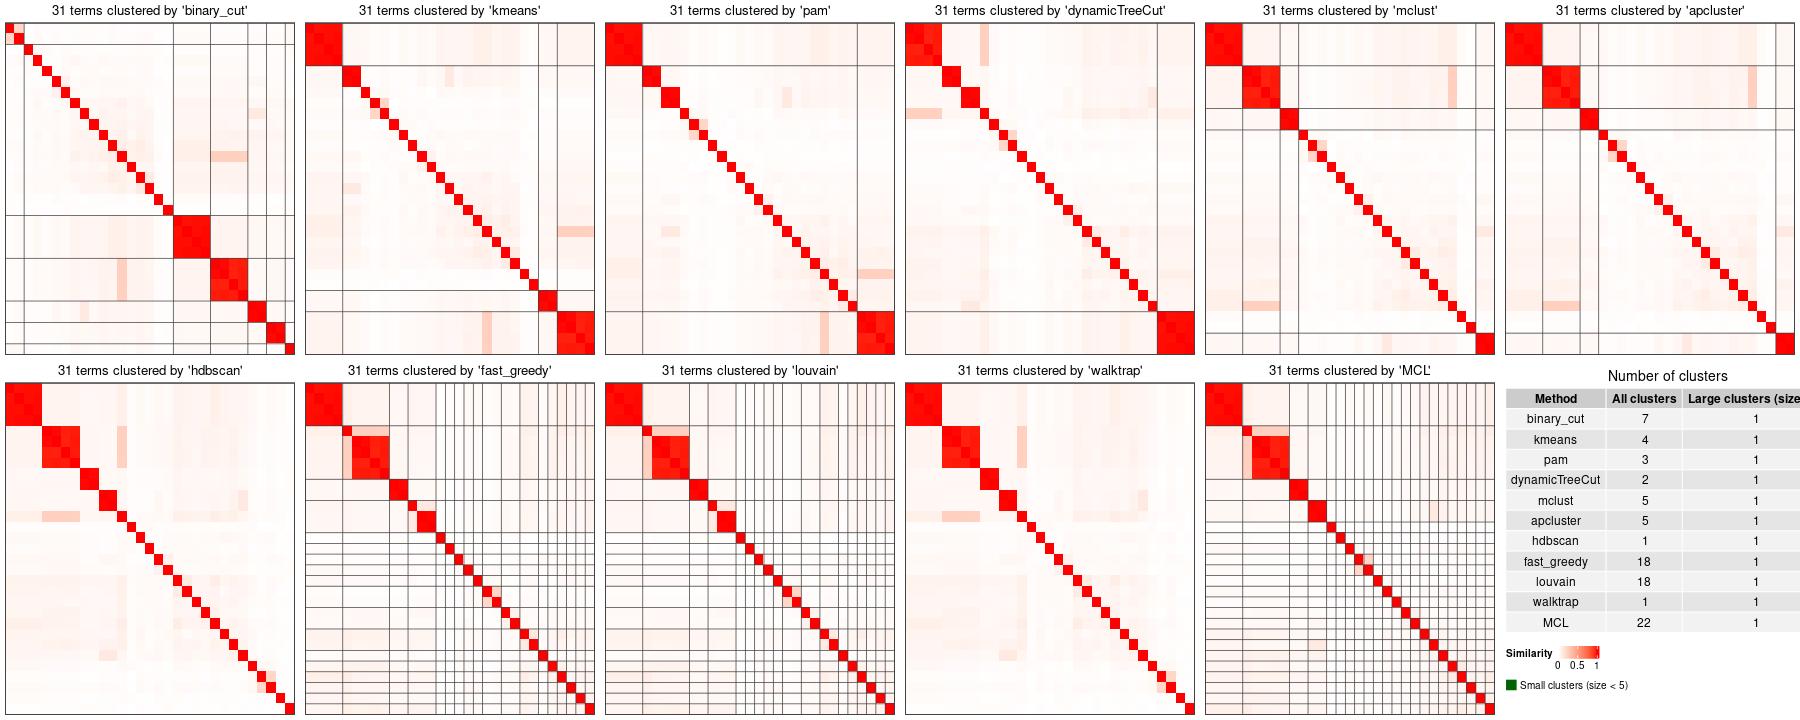 31 terms clustered by 'binary_cut'
31 terms clustered by 'kmeans'
31 terms clustered by 'pam'
31 terms clustered by 'dynamicTreeCut'
31 terms clustered by 'mclust'
31 terms clustered by 'apcluster'
31 terms clustered by 'hdbscan'
31 terms clustered by 'fast_greedy'
31 terms clustered by 'louvain'
31 terms clustered by 'walktrap'
31 terms clustered by 'MCL'
Number of clusters
Method All clusters Large clusters (size
binary_cut 7 1
kmeans 4 1
pam 3 1
dynamicTreeCut 2 1
mclust 5 1
apcluster 5 1
hdbscan 1 1
fast_greedy 18 1
louvain 18 1
walktrap 1 1
MCL 22 1
Similarity
0 0.5 1
Small clusters (size < 5)